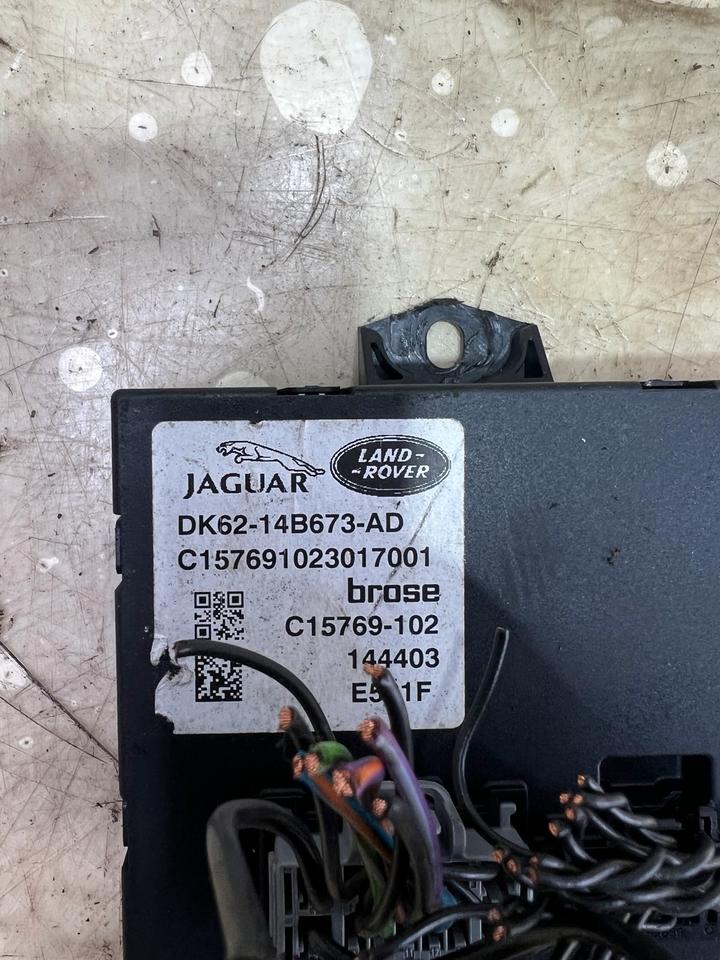 JAGUAR
LAND-
-ROVER
DK62-14B673-AD
C157691023017001
brose
C15769-102
144403